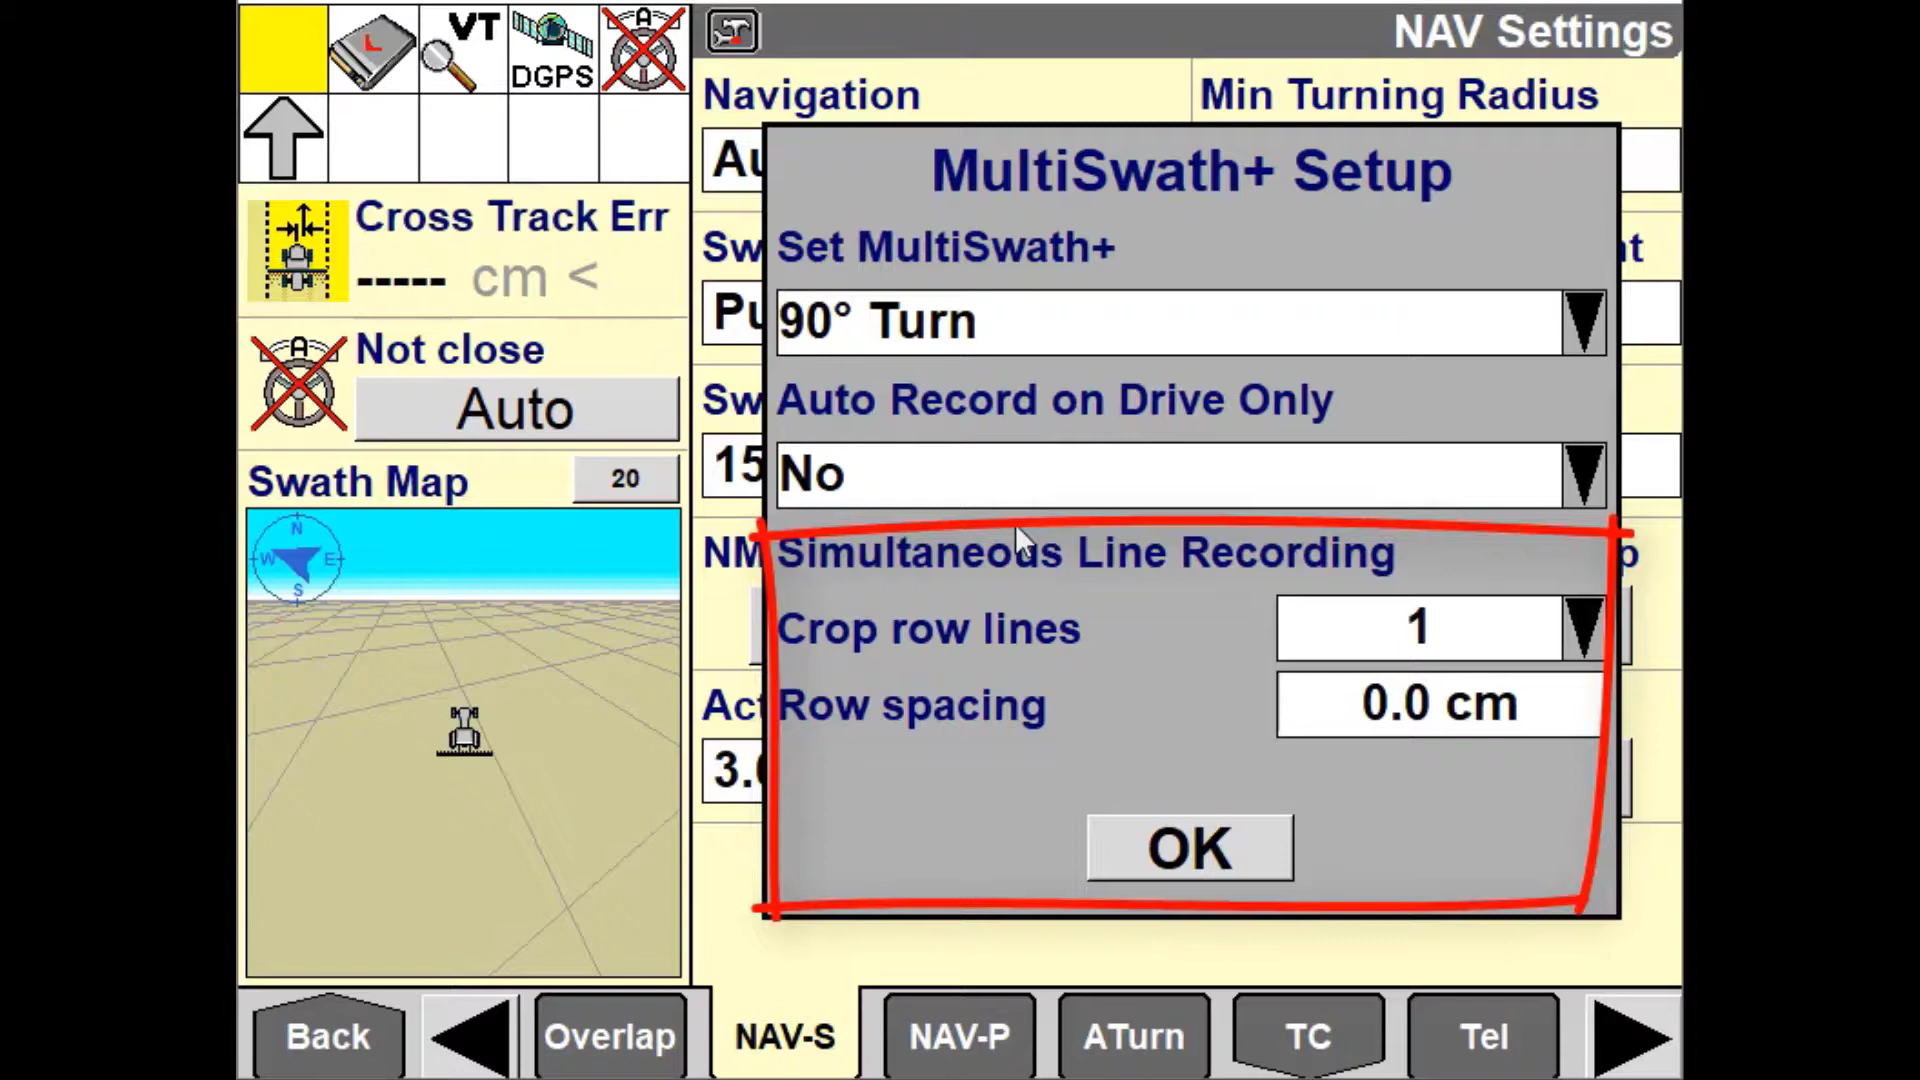 L
VT
DGPS
A
NAV Settings
Navigation
Min Turning Radius
Au
MultiSwath+ Setup
Cross Track Err
----- cm <
Sw
Set MultiSwath+
t
Pu
90° Turn
A
Not close
Auto
Sw
Auto Record on Drive Only
15
No
Swath Map
20
N
W
E
S
NM
Simultaneous Line Recording
p
Crop row lines
1
Act
Row spacing
0.0 cm
3.
OK
Back
Overlap
NAV-S
NAV-P
ATurn
TC
Tel